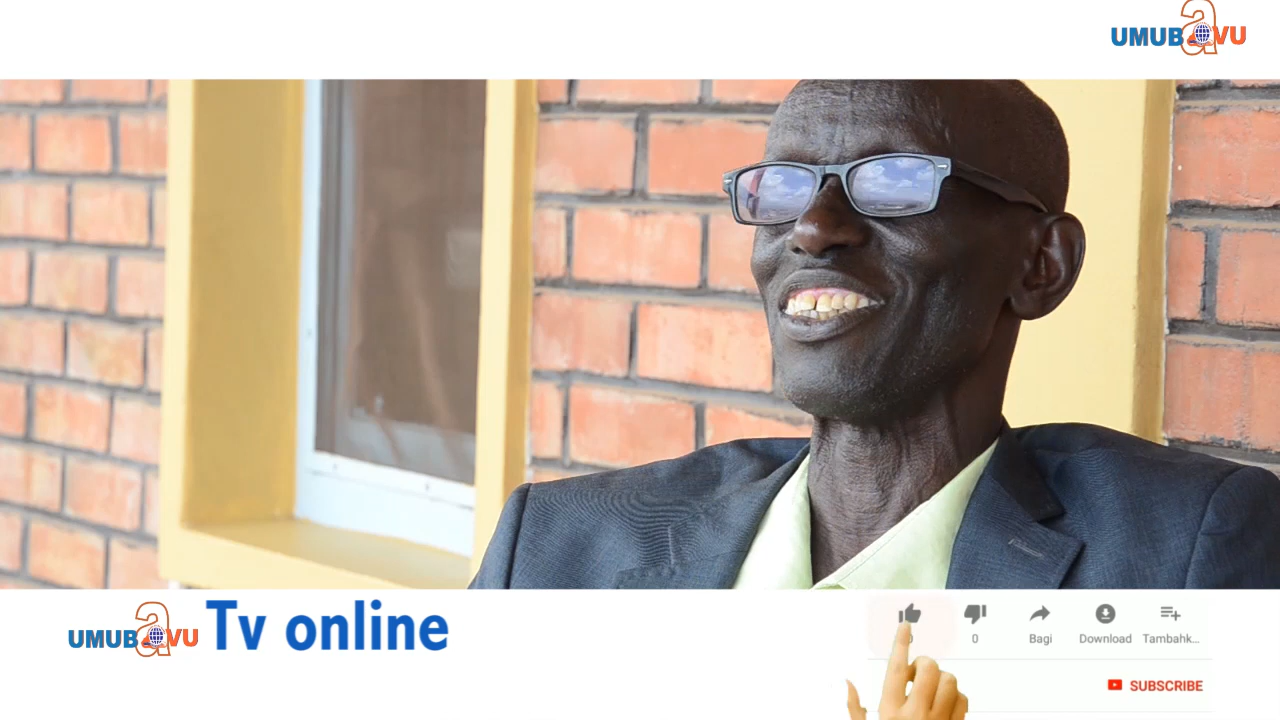 UMUBaVU
UMUBaVU Tv online
0
Bagi
Download
Tambahk...
SUBSCRIBE